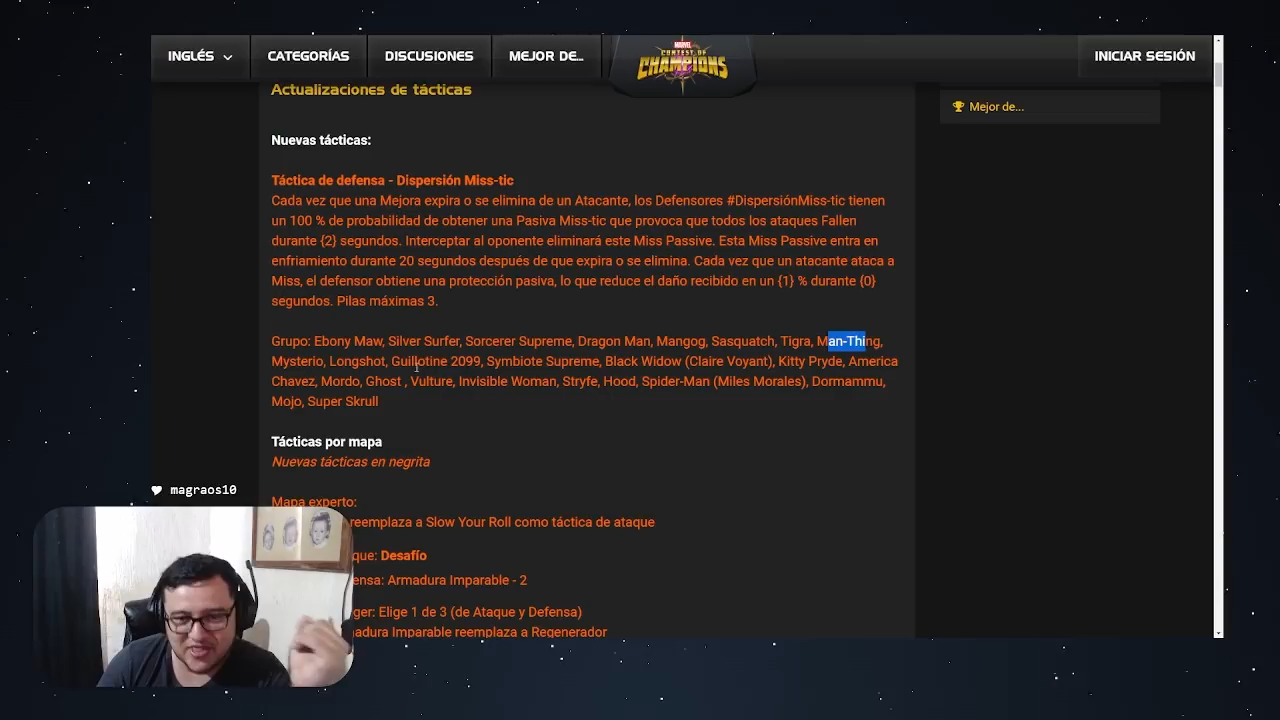 INGLÉS
CATEGORÍAS
DISCUSIONES
MEJOR DE...
MARVEL
CONTEST OF
CHAMPIONS
INICIAR SESIÓN
Actualizaciones de tácticas
Mejor de...
Nuevas tácticas:
Táctica de defensa - Dispersión Miss-tic
Cada vez que una Mejora expira o se elimina de un Atacante, los Defensores #DispersiónMiss-tic tienen
un 100 % de probabilidad de obtener una Pasiva Miss-tic que provoca que todos los ataques Fallen
durante {2} segundos. Interceptar al oponente eliminará este Miss Passive. Esta Miss Passive entra en
enfriamiento durante 20 segundos después de que expira o se elimina. Cada vez que un atacante ataca a
Miss, el defensor obtiene una protección pasiva, lo que reduce el daño recibido en un {1} % durante {0}
segundos. Pilas máximas 3.
Grupo: Ebony Maw, Silver Surfer, Sorcerer Supreme, Dragon Man, Mangog, Sasquatch, Tigra, Man-Thing,
Mysterio, Longshot, Guillotine 2099, Symbiote Supreme, Black Widow (Claire Voyant), Kitty Pryde, America
Chavez, Mordo, Ghost , Vulture, Invisible Woman, Stryfe, Hood, Spider-Man (Miles Morales), Dormammu,
Mojo, Super Skrull
Tácticas por mapa
Nuevas tácticas en negrita
magraos10
Mapa experto:
reemplaza a Slow Your Roll como táctica de ataque
que: Desafío
ensa: Armadura Imparable - 2
ger: Elige 1 de 3 (de Ataque y Defensa)
madura Imparable reemplaza a Regenerador